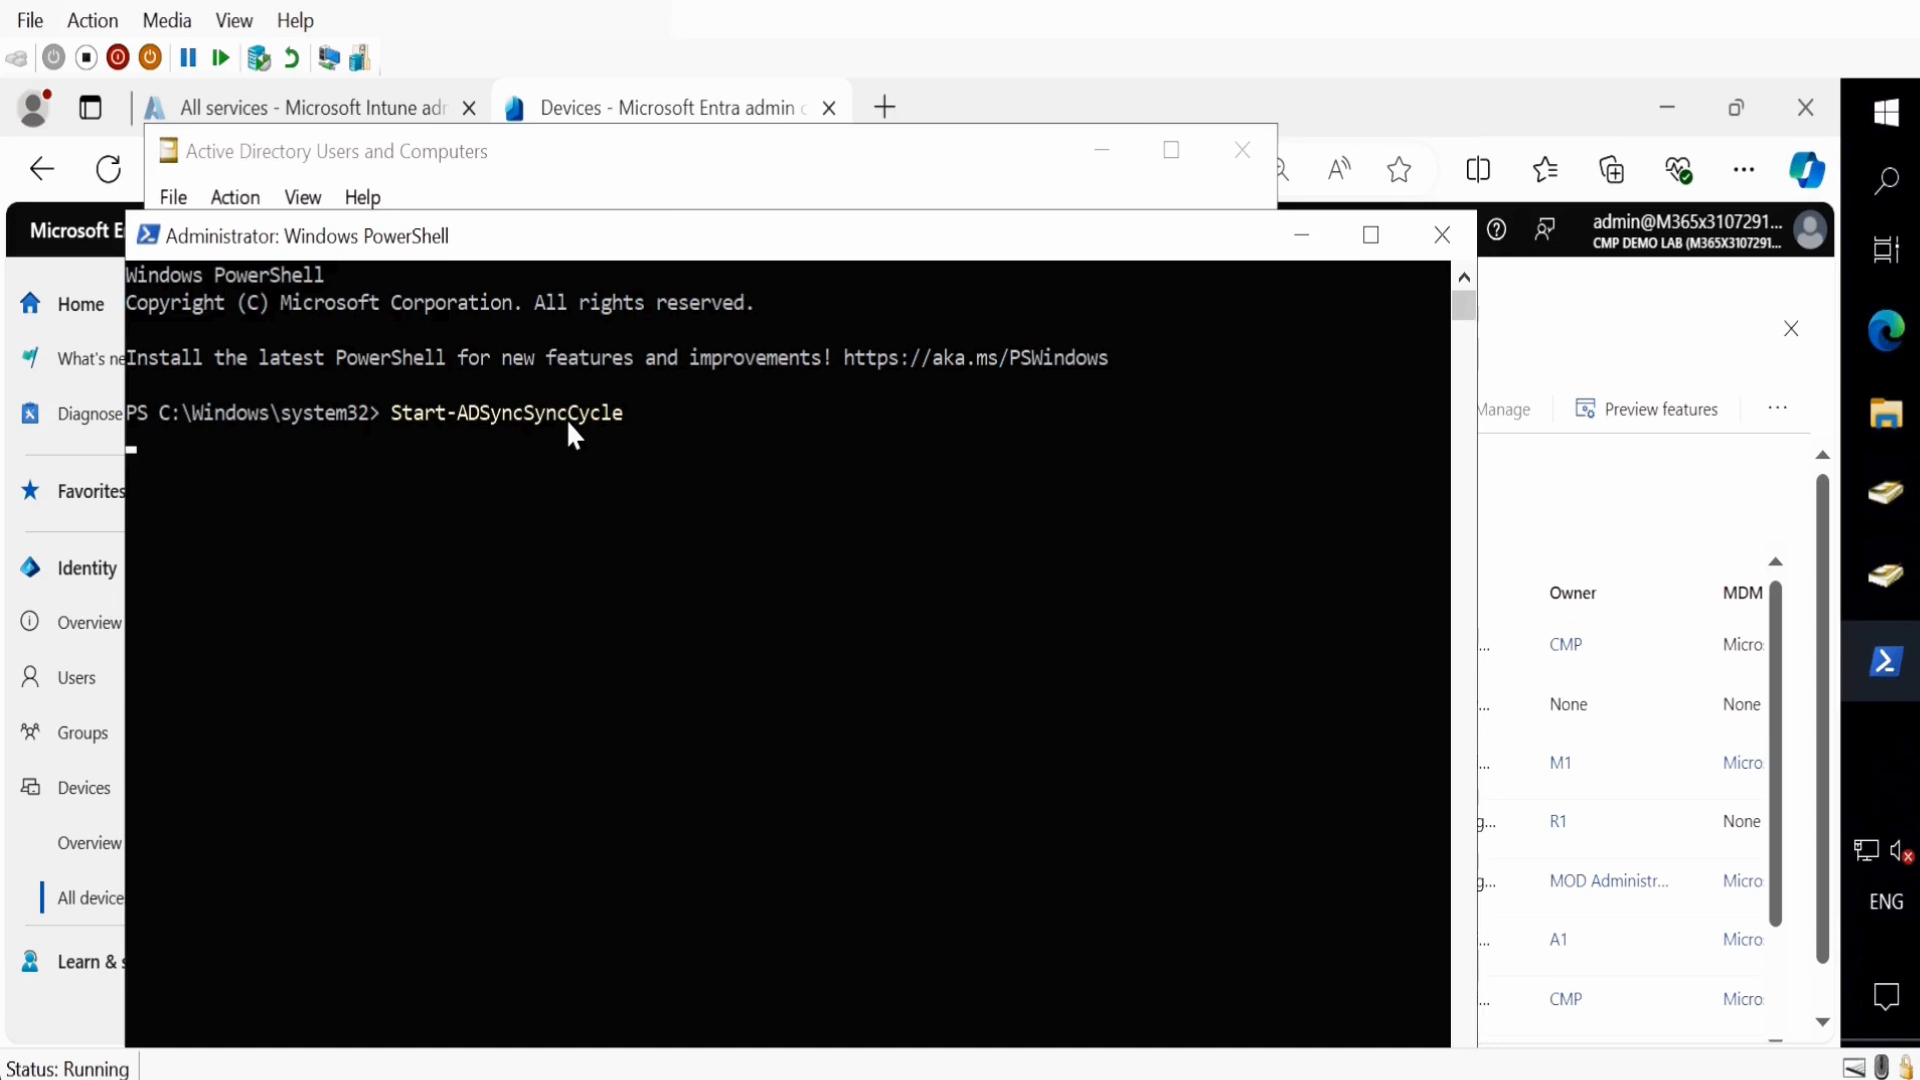 File Action Media View Help
All services - Microsoft Intune adr
Devices - Microsoft Entra admin c
Active Directory Users and Computers
File Action View Help
Microsoft E
admin@M365x3107291...
CMP DEMO LAB (M365X3107291...
Administrator: Windows PowerShell
Windows PowerShell
Copyright (C) Microsoft Corporation. All rights reserved.
Install the latest PowerShell for new features and improvements! https://aka.ms/PSWindows
PS C:\Windows\system32> Start-ADSyncSyncCycle
Home
What's ne
Diagnose
Favorites
Identity
Overview
Users
Groups
Devices
Overview
All device
Learn & s
Manage
Preview features
...
Owner MDM
... CMP Micro
... None None
... M1 Micro
g... R1 None
g... MOD Administr... Micro
... A1 Micro
... CMP Micro
ENG
Status: Running